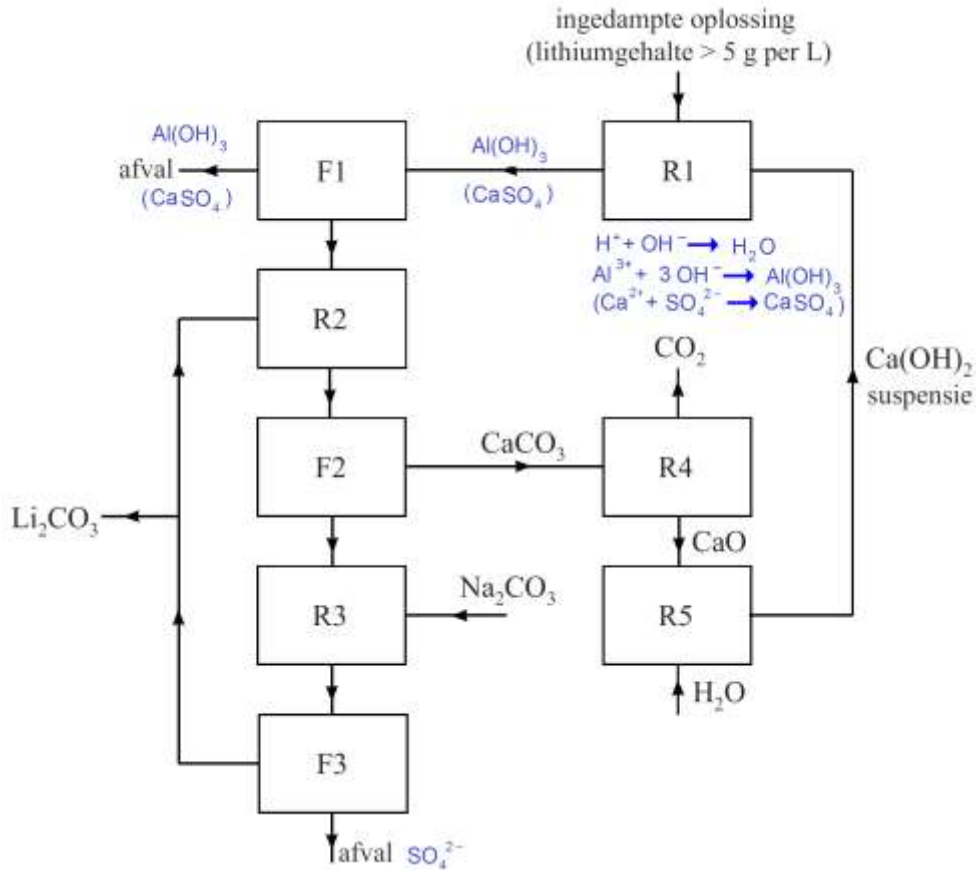 ingedampte oplossing
(lithiumgehalte > 5 g per L)
Al(OH)₃
afval
(CaSO₄)
F1
Al(OH)₃
(CaSO₄)
R1
H⁺ + OH⁻ → H₂O
Al³⁺ + 3 OH⁻ → Al(OH)₃
(Ca²⁺ + SO₄²⁻ → CaSO₄)
R2
CO₂
Ca(OH)₂
suspensie
F2
CaCO₃
R4
Li₂CO₃
CaO
R3
Na₂CO₃
R5
H₂O
F3
afval SO₄²⁻